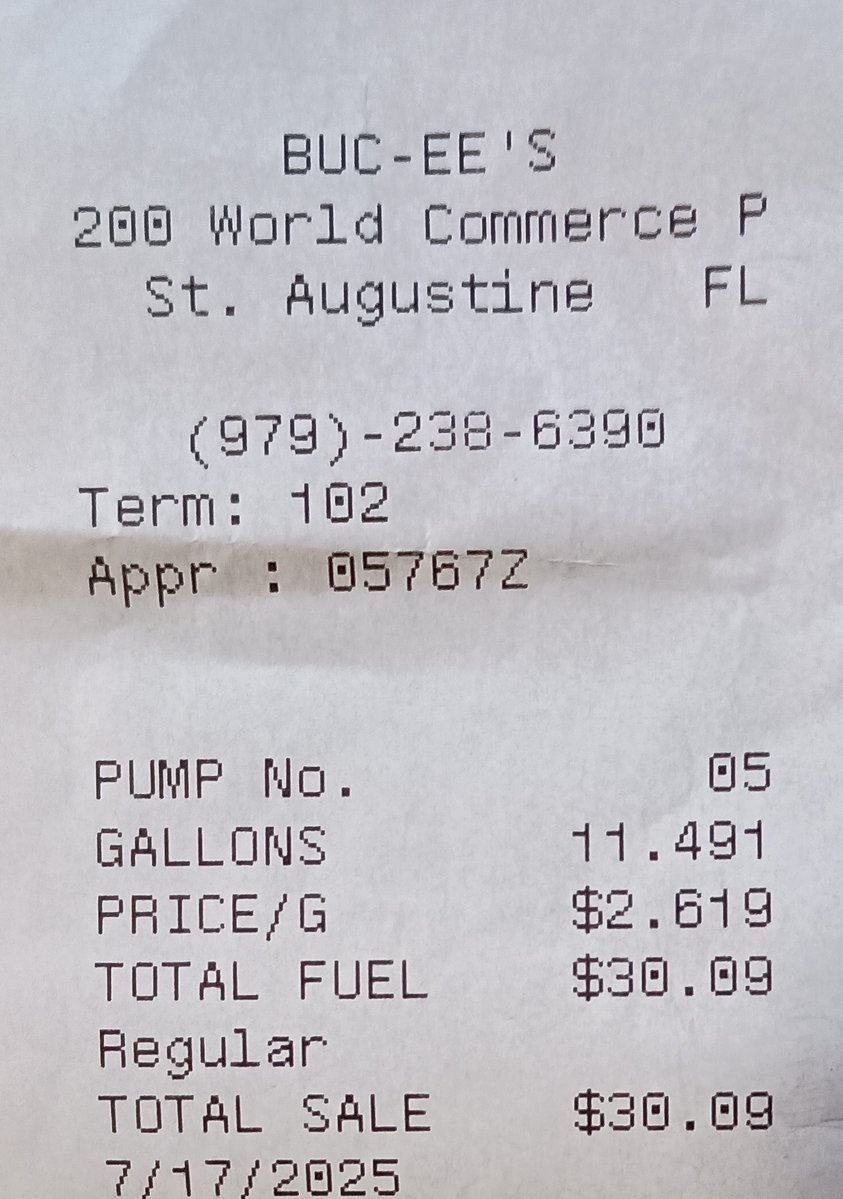 BUC-EE'S
200 World Commerce P
St. Augustine FL
(979)-238-6390
Term: 102
Appr : 05767Z
PUMP No. 05
GALLONS 11.491
PRICE/G $2.619
TOTAL FUEL $30.09
Regular
TOTAL SALE $30.09
7/17/2025